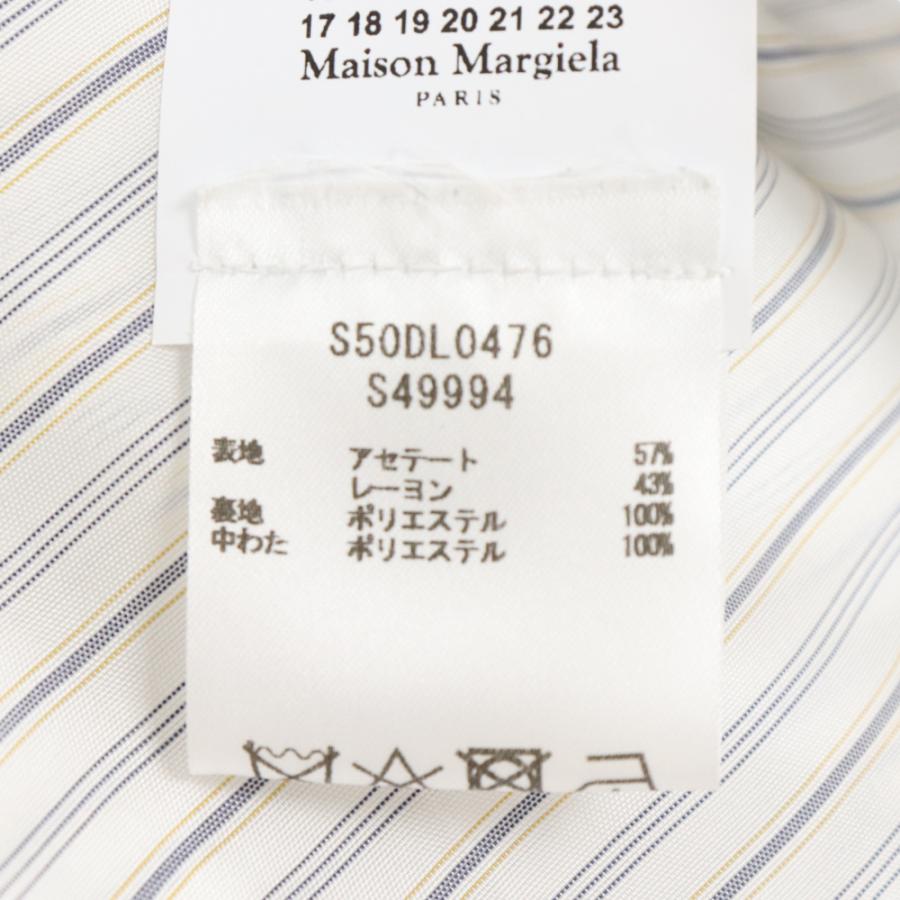 17 18 19 20 21 22 23
Maison Margiela
PARIS
S50DL0476
S49994
表地 アセテート 57%
レーヨン 43%
裏地 ポリエステル 100%
中わた ポリエステル 100%